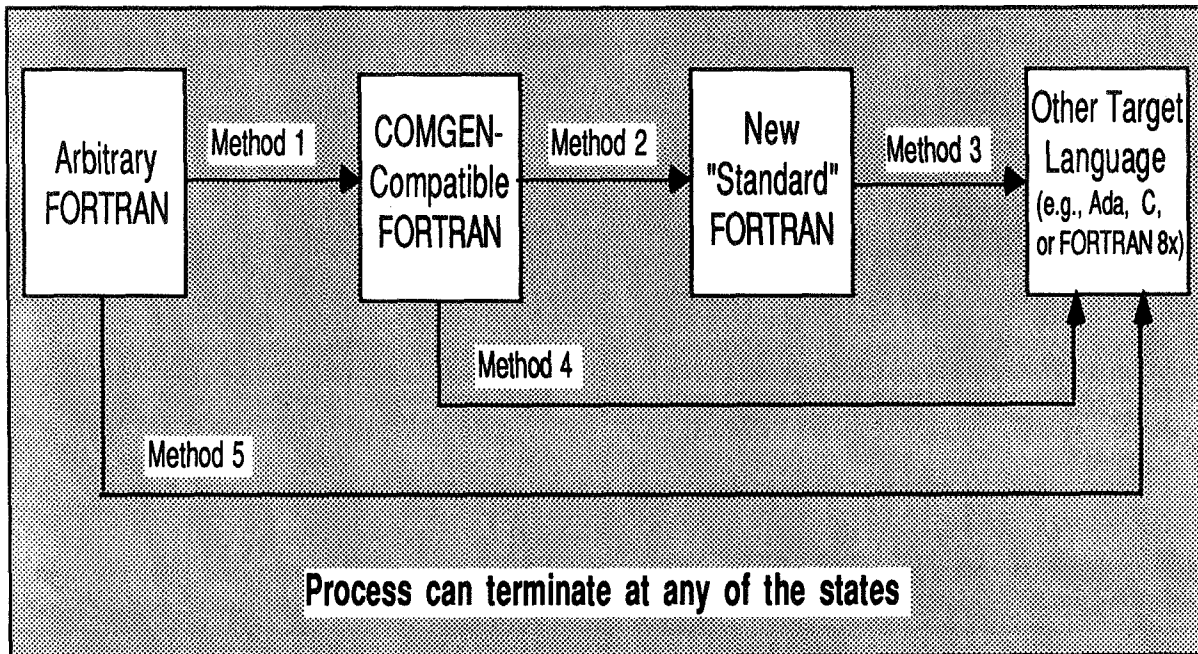 Arbitrary
FORTRAN
Method 1
COMGEN-
Compatible
FORTRAN
Method 2
New
"Standard"
FORTRAN
Method 3
Other Target
Language
(e.g., Ada, C,
or FORTRAN 8x)
Method 4
Method 5
Process can terminate at any of the states